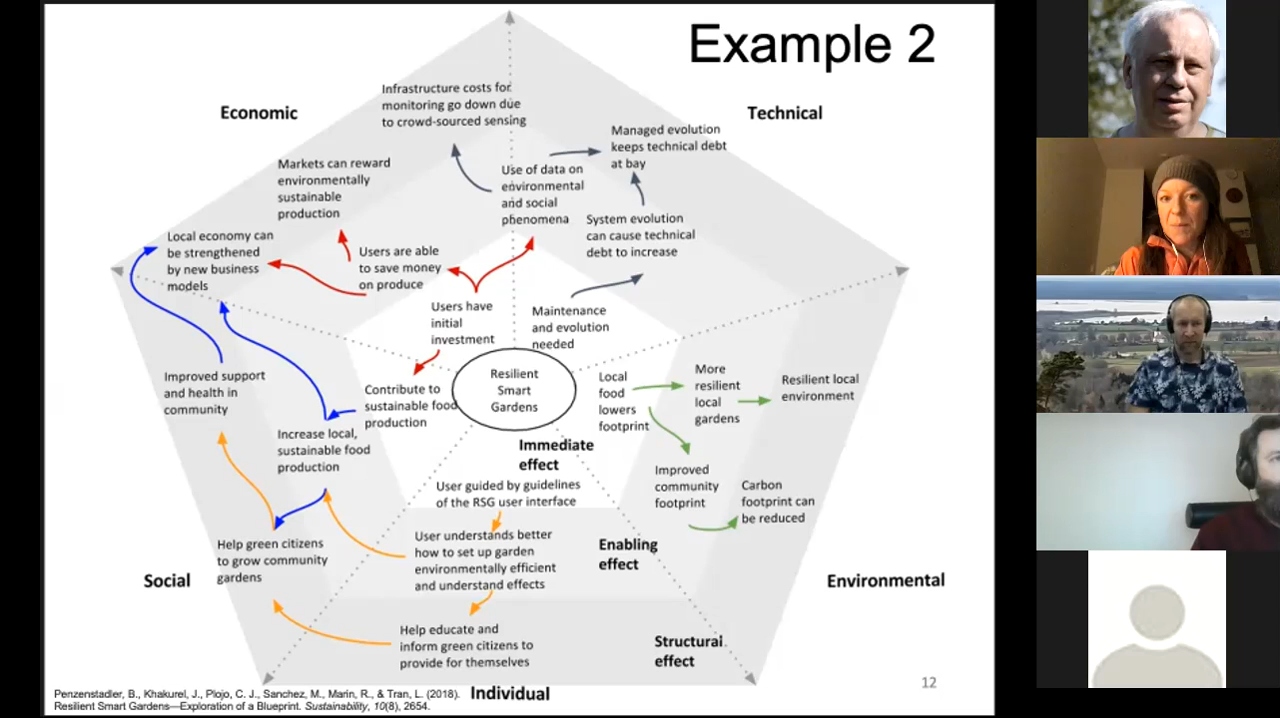 Example 2
Economic
Technical
Infrastructure costs for
monitoring go down due
to crowd-sourced sensing
Managed evolution
keeps technical debt
at bay
Markets can reward
environmentally
sustainable
production
Use of data on
environmental
and social
phenomena
System evolution
can cause technical
debt to increase
Local economy can
be strengthened
by new business
models
Users are able
to save money
on produce
Users have
initial
investment
Maintenance
and evolution
needed
Improved support
and health in
community
Contribute to
sustainable food
production
Resilient
Smart
Gardens
Local
food
lowers
footprint
More
resilient
local
gardens
Resilient local
environment
Increase local,
sustainable food
production
Immediate
effect
User guided by guidelines
of the RSG user interface
Improved
community
footprint
Carbon
footprint can
be reduced
Help green citizens
to grow community
gardens
User understands better
how to set up garden
environmentally efficient
and understand effects
Enabling
effect
Social
Environmental
Help educate and
inform green citizens to
provide for themselves
Structural
effect
Individual
12
Penzenstadler, B., Khakurel, J., Plojo, C. J., Sanchez, M., Marin, R., & Tran, L. (2018).
Resilient Smart Gardens—Exploration of a Blueprint. Sustainability, 10(8), 2654.